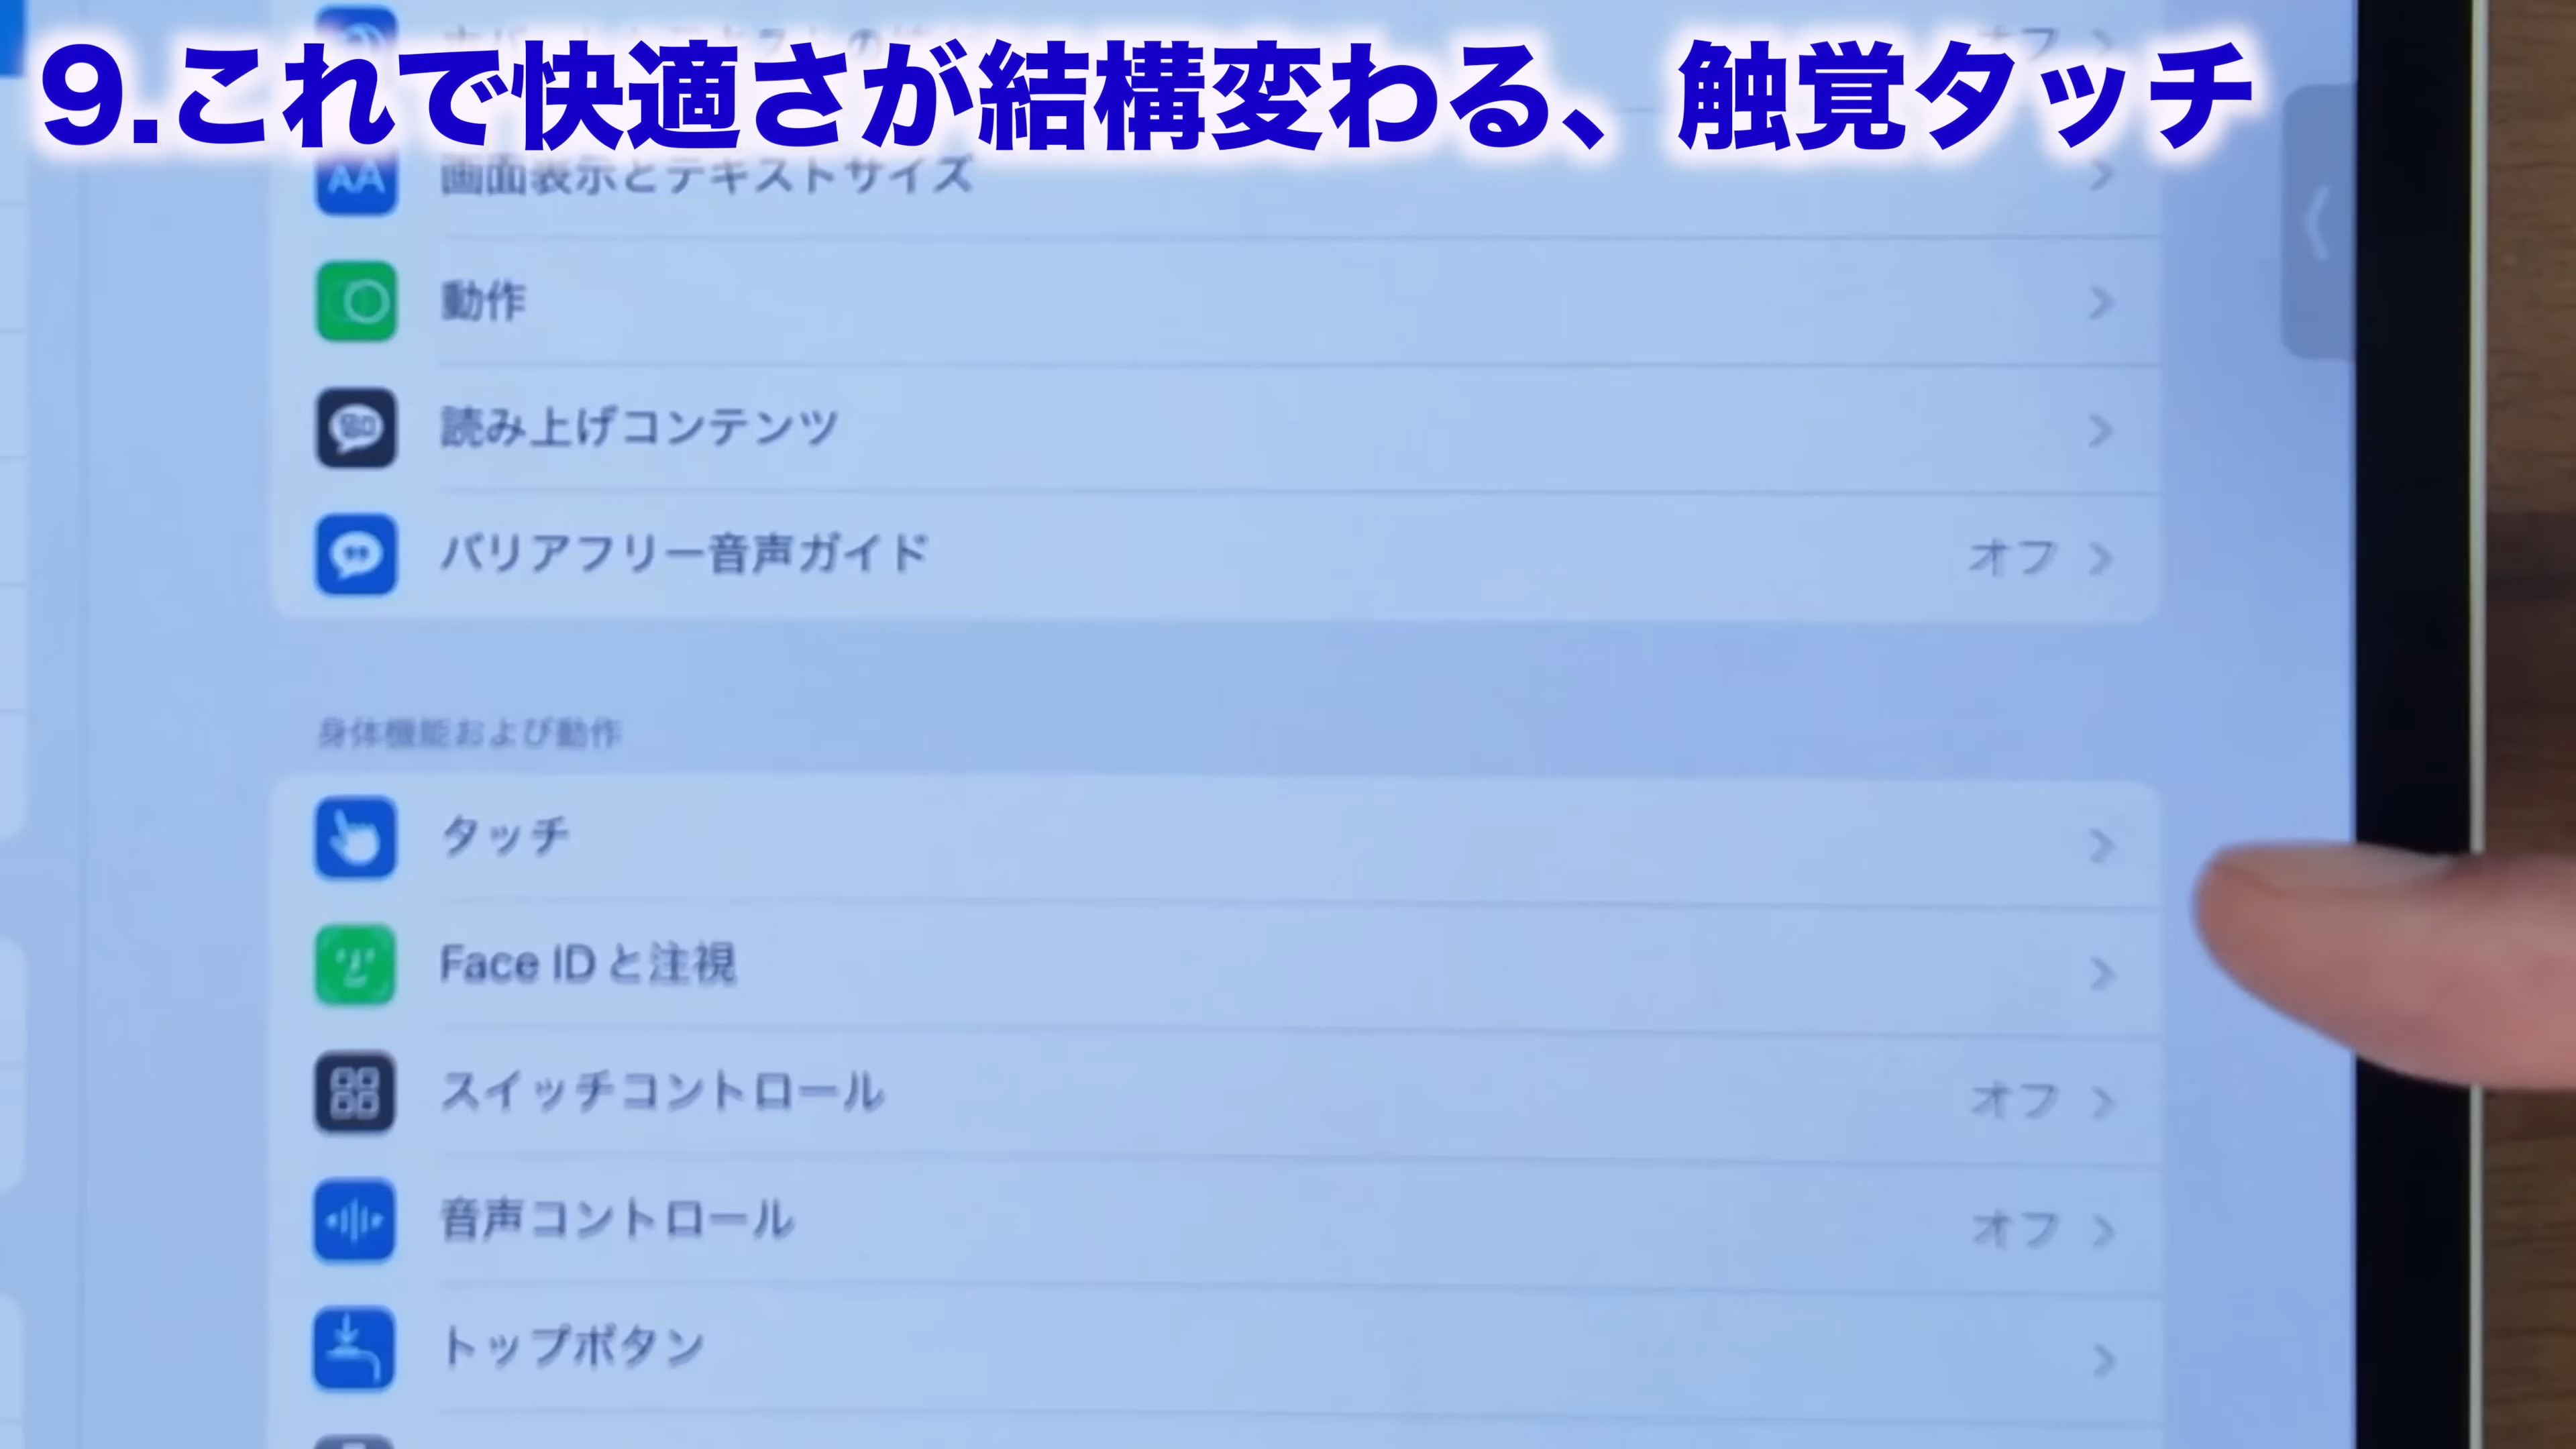 9.これで快適さが結構変わる、触覚タッチ
画面表示とテキストサイズ
動作
読み上げコンテンツ
バリアフリー音声ガイド オフ
身体機能および動作
タッチ
Face IDと注視
スイッチコントロール オフ
音声コントロール オフ
トップボタン